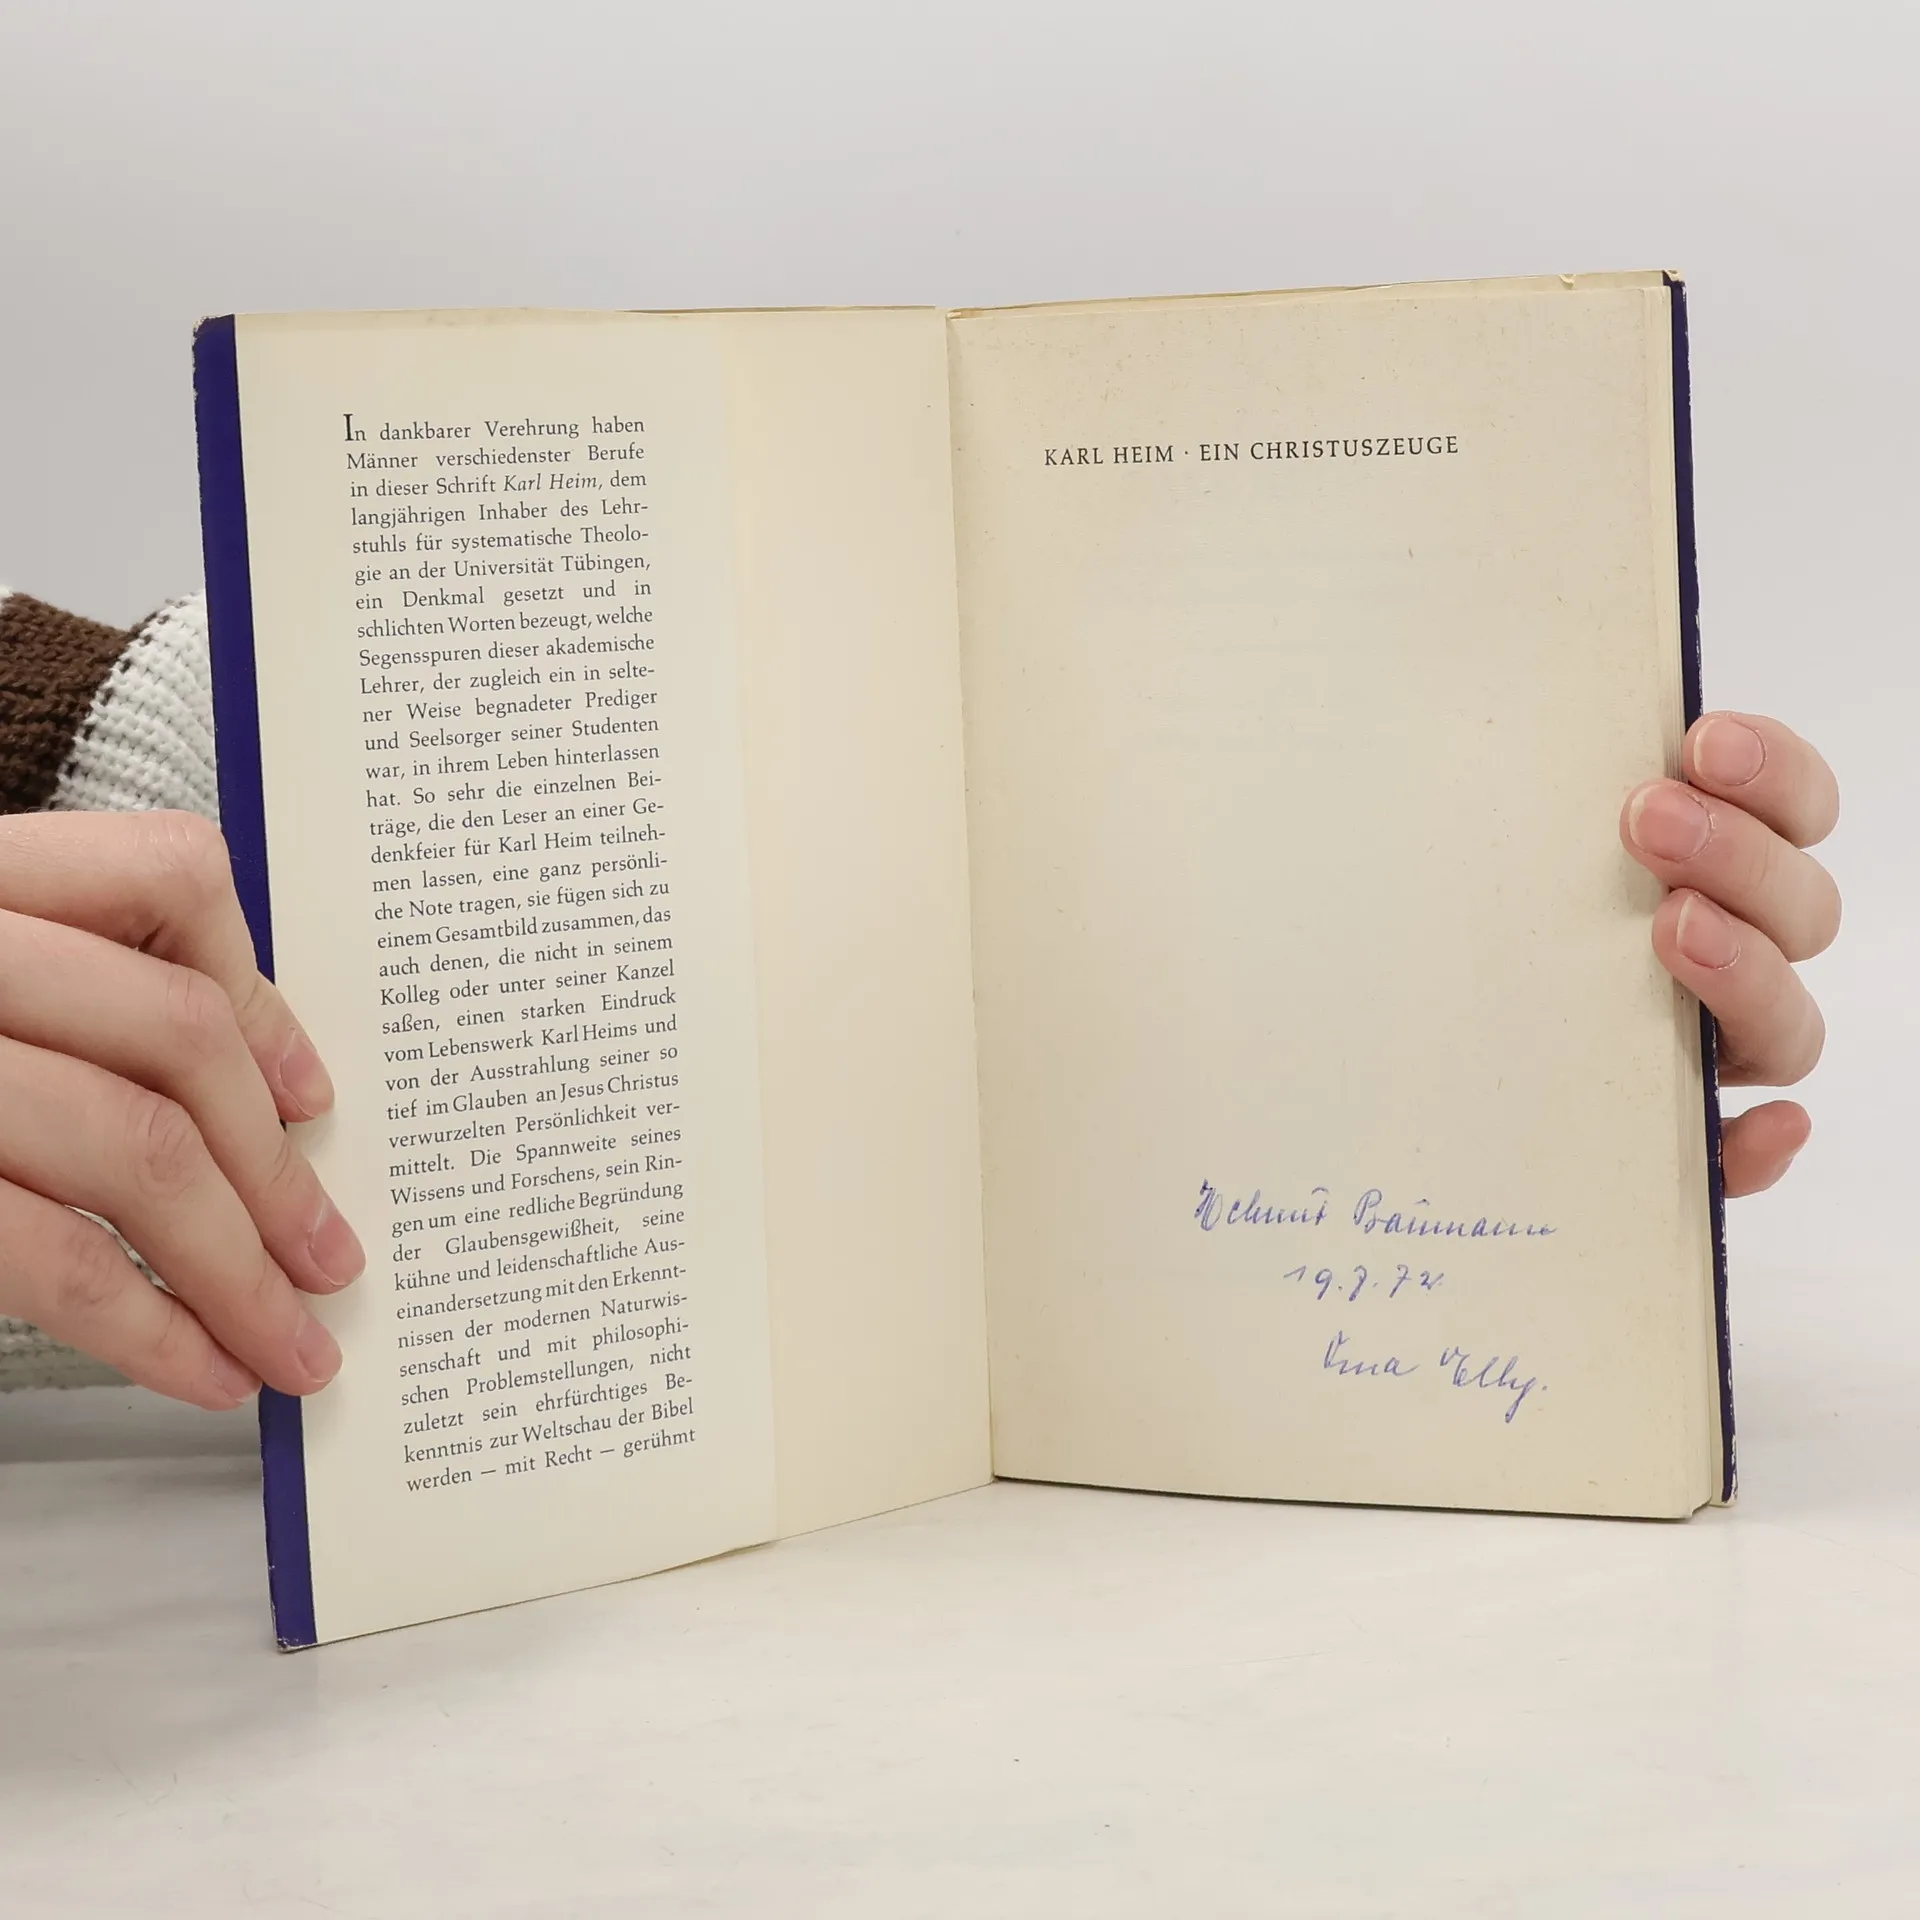 In dankbarer Verehrung haben
Männer verschiedenster Berufe
in dieser Schrift Karl Heim, dem
langjährigen Inhaber des Lehr-
stuhls für systematische Theolo-
gie an der Universität Tübingen,
ein Denkmal gesetzt und in
schlichten Worten bezeugt, welche
Segensspuren dieser akademische
Lehrer, der zugleich ein in selte-
ner Weise begnadeter Prediger
und Seelsorger seiner Studenten
war, in ihrem Leben hinterlassen
hat. So sehr die einzelnen Bei-
träge, die den Leser an einer Ge-
denkfeier für Karl Heim teilneh-
men lassen, eine ganz persönli-
che Note tragen, sie fügen sich zu
einem Gesamtbild zusammen, das
auch denen, die nicht in seinem
Kolleg oder unter seiner Kanzel
saßen, einen starken Eindruck
vom Lebenswerk Karl Heims und
von der Ausstrahlung seiner so
tief im Glauben an Jesus Christus
verwurzelten Persönlichkeit ver-
mittelt. Die Spannweite seines
Wissens und Forschens, sein Rin-
gen um eine redliche Begründung
der Glaubensgewißheit, seine
kühne und leidenschaftliche Aus-
einandersetzung mit den Erkennt-
nissen der modernen Naturwis-
senschaft und mit philosophi-
schen Problemstellungen, nicht
zuletzt sein ehrfürchtiges Be-
kenntnis zur Weltschau der Bibel
werden — mit Recht — gerühmt
KARL HEIM · EIN CHRISTUSZEUGE
Helmut Baumann
Elly.